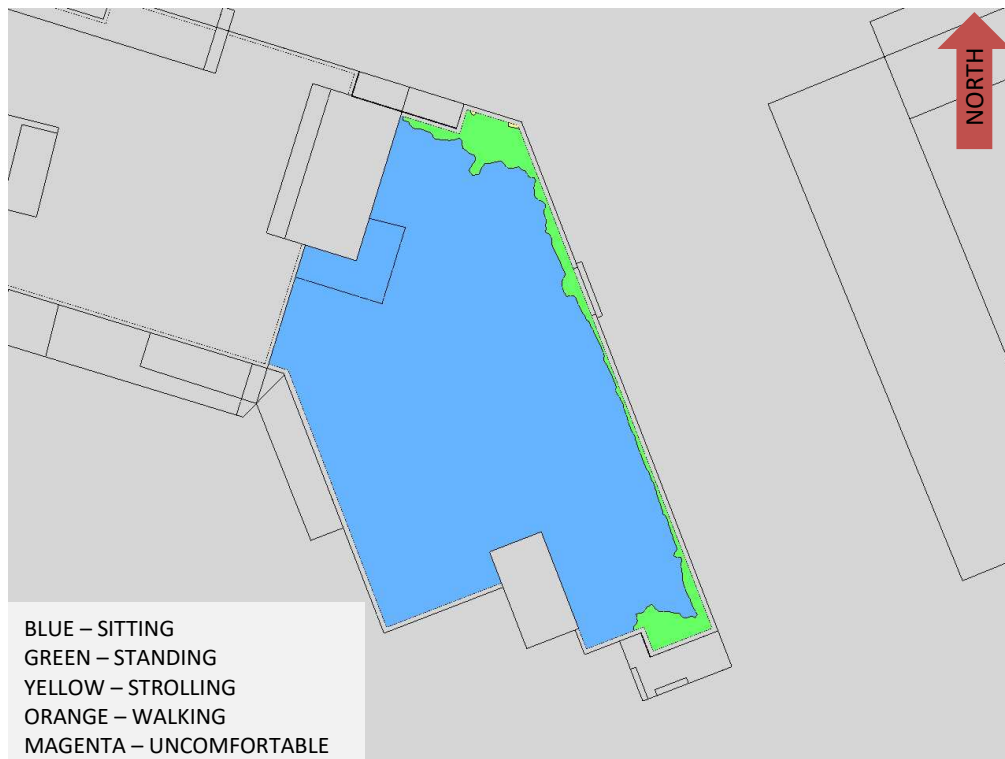 NORTH
BLUE – SITTING
GREEN – STANDING
YELLOW – STROLLING
ORANGE – WALKING
MAGENTA – UNCOMFORTABLE